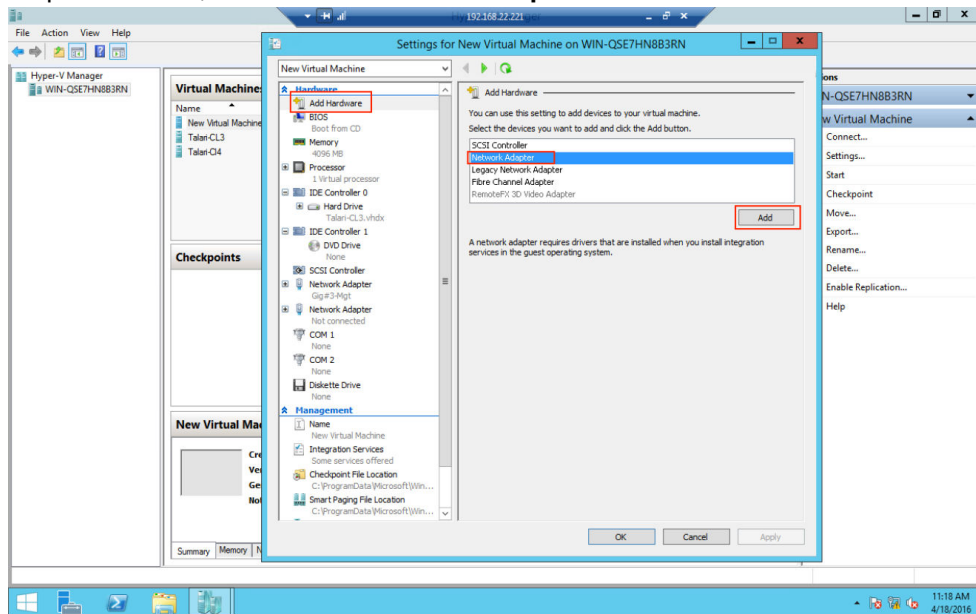 192.168.22.221
File Action View Help
Hyper-V Manager
WIN-QSE7HN8B3RN
Virtual Machine
Name
New Virtual Machine
Talari-CL3
Talari-Cl4
Checkpoints
New Virtual Ma
Cre
Ver
Ge
No
Summary Memory N
Settings for New Virtual Machine on WIN-QSE7HN8B3RN
New Virtual Machine
Hardware
Add Hardware
BIOS
Boot from CD
Memory
4096 MB
Processor
1 Virtual processor
IDE Controller 0
Hard Drive
Talari-CL3.vhdx
IDE Controller 1
DVD Drive
None
SCSI Controller
Network Adapter
Gig#3-Mgt
Network Adapter
Not connected
COM 1
None
COM 2
None
Diskette Drive
None
Management
Name
New Virtual Machine
Integration Services
Some services offered
Checkpoint File Location
C:\ProgramData\Microsoft\Win...
Smart Paging File Location
C:\ProgramData\Microsoft\Win...
Add Hardware
You can use this setting to add devices to your virtual machine.
Select the devices you want to add and click the Add button.
SCSI Controller
Network Adapter
Legacy Network Adapter
Fibre Channel Adapter
RemoteFX 3D Video Adapter
Add
A network adapter requires drivers that are installed when you install integration
services in the guest operating system.
OK Cancel Apply
ions
N-QSE7HN8B3RN
w Virtual Machine
Connect...
Settings...
Start
Checkpoint
Move...
Export...
Rename...
Delete...
Enable Replication...
Help
11:18 AM
4/18/2016